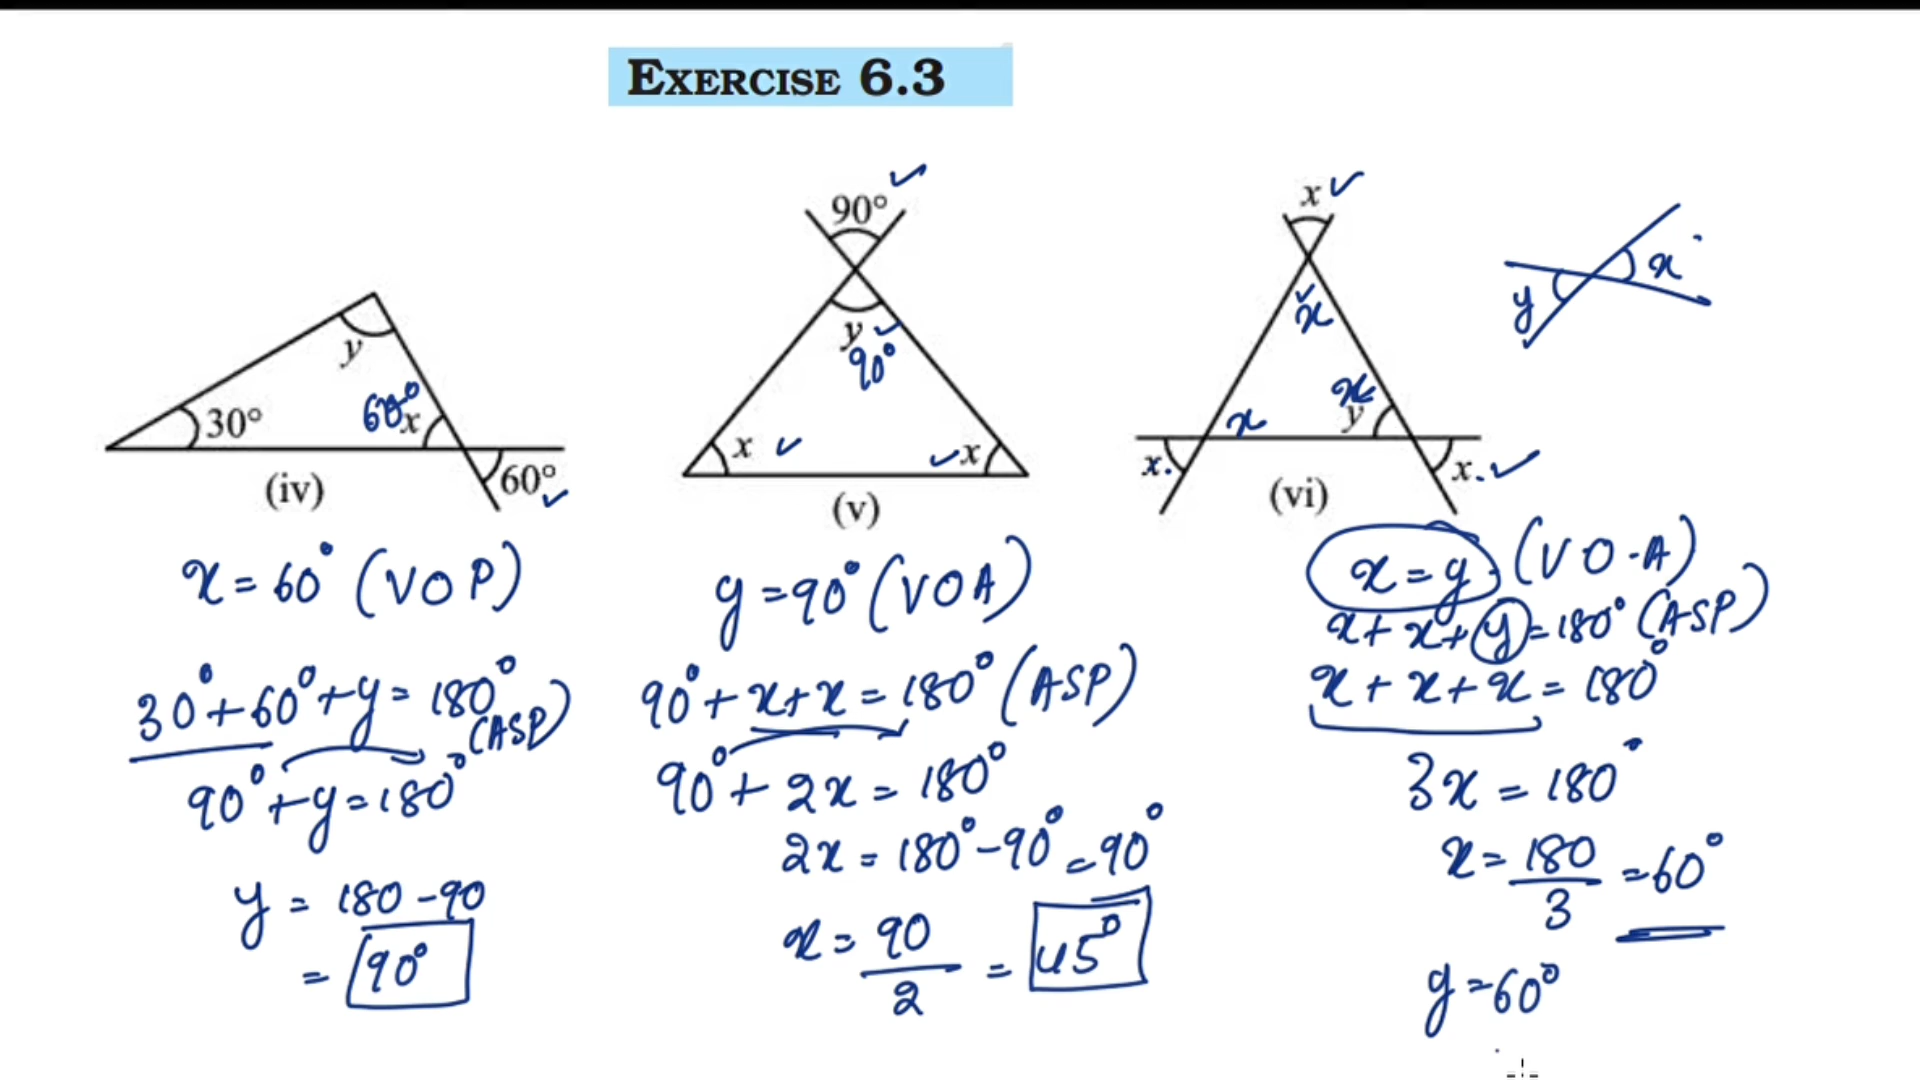 EXERCISE 6.3
y
30°
60°
x
60°
(iv)
90°
y
90°
x
x
(v)
x
x
x
x
y
x.
x.
(vi)
x
y
x = 60° (VOP)
30° + 60° + y = 180°
(ASP)
90° + y = 180°
y = 180 - 90
= 90°
y = 90° (VOA)
90° + x + x = 180° (ASP)
90° + 2x = 180°
2x = 180° - 90° = 90°
x = 90/2 = 45°
x = y (VO.A)
x + x + y = 180° (ASP)
x + x + x = 180°
3x = 180°
x = 180/3 = 60°
y = 60°